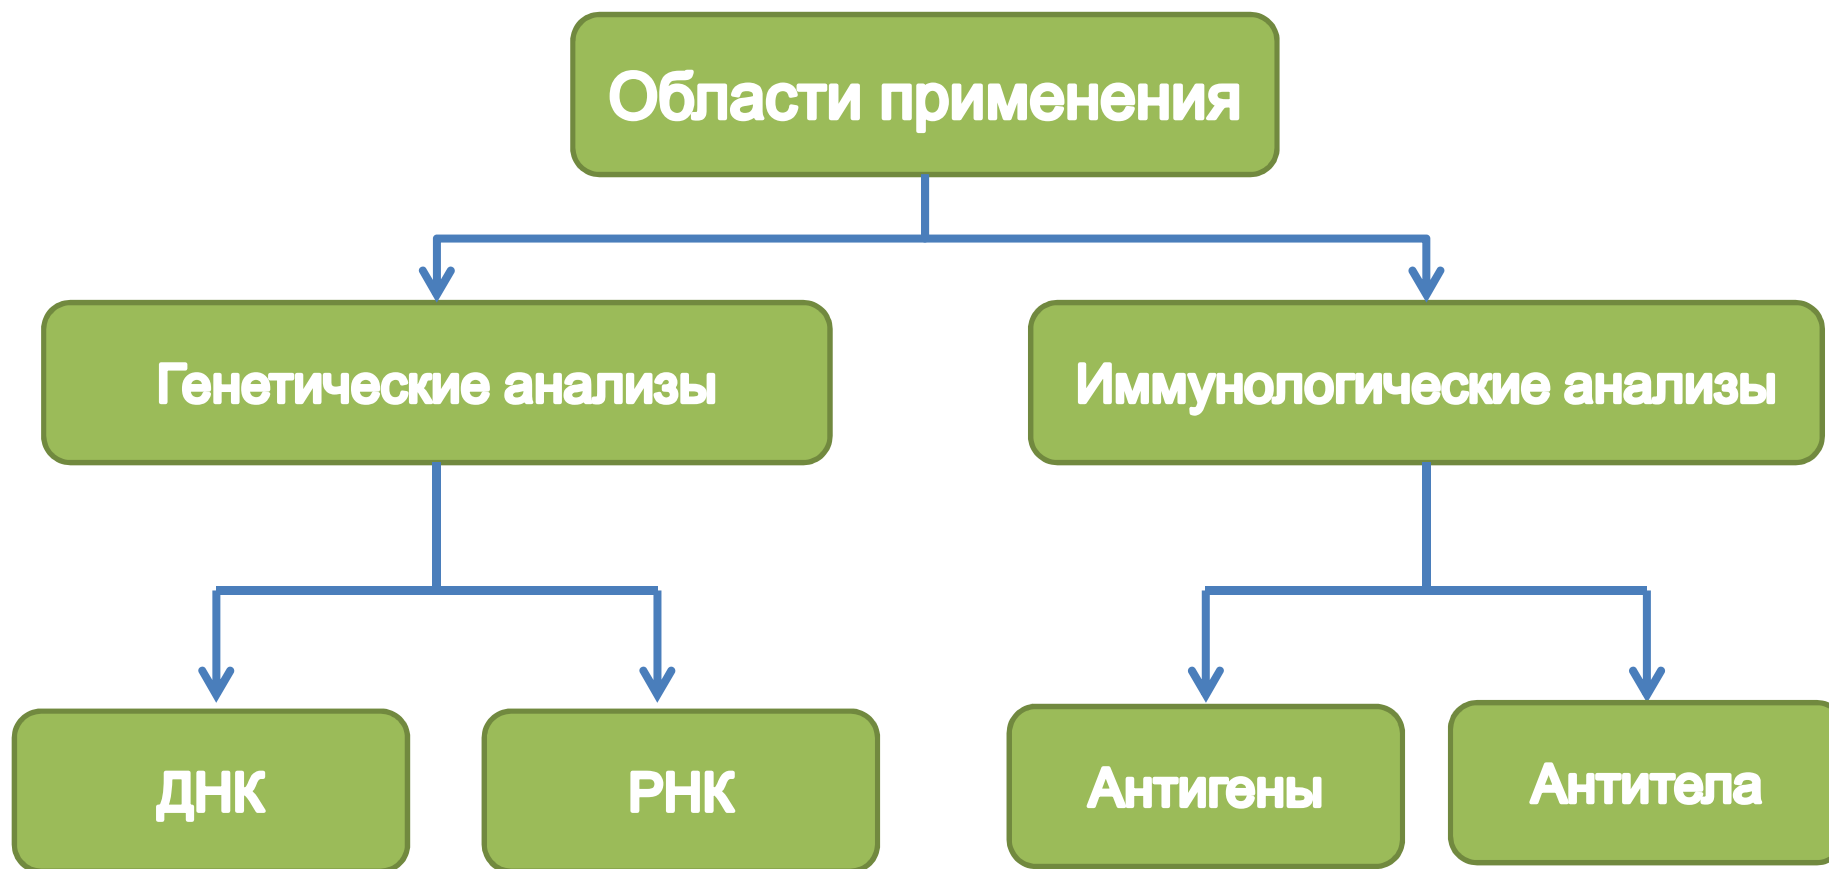 Области применения
Генетические анализы
Иммунологические анализы
ДНК
РНК
Антигены
Антитела